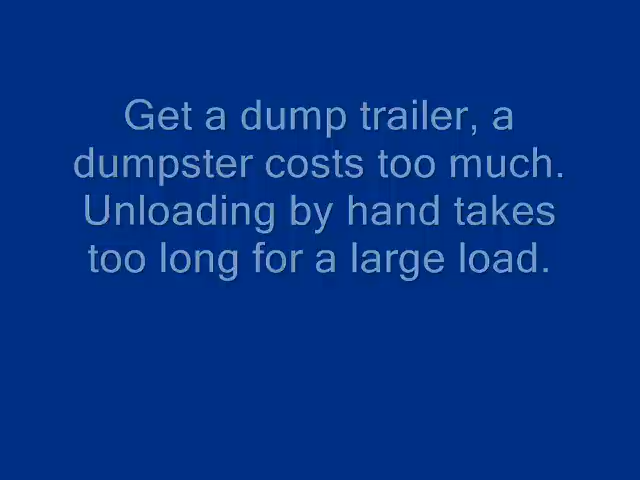 Get a dump trailer, a
dumpster costs too much.
Unloading by hand takes
too long for a large load.